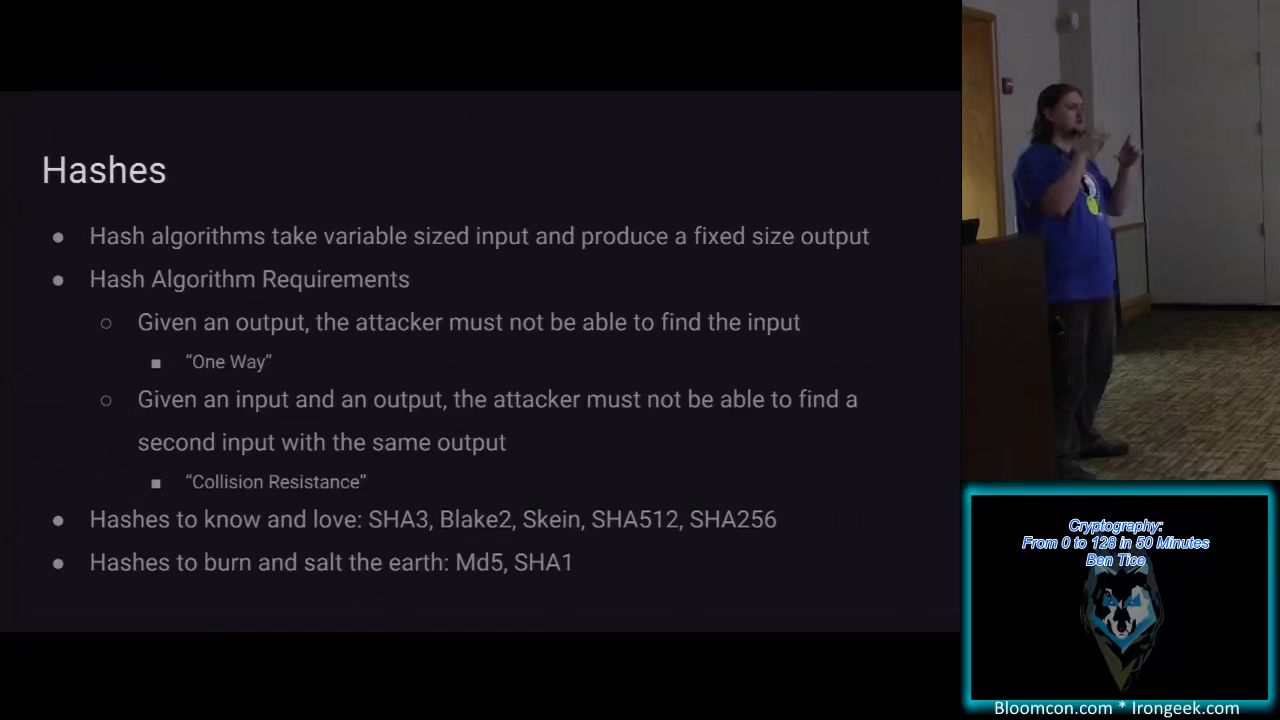 Hashes
● Hash algorithms take variable sized input and produce a fixed size output
● Hash Algorithm Requirements
○ Given an output, the attacker must not be able to find the input
■ “One Way”
○ Given an input and an output, the attacker must not be able to find a
second input with the same output
■ “Collision Resistance”
● Hashes to know and love: SHA3, Blake2, Skein, SHA512, SHA256
● Hashes to burn and salt the earth: Md5, SHA1
Cryptography:
From 0 to 128 in 50 Minutes
Ben Tice
Bloomcon.com * Irongeek.com